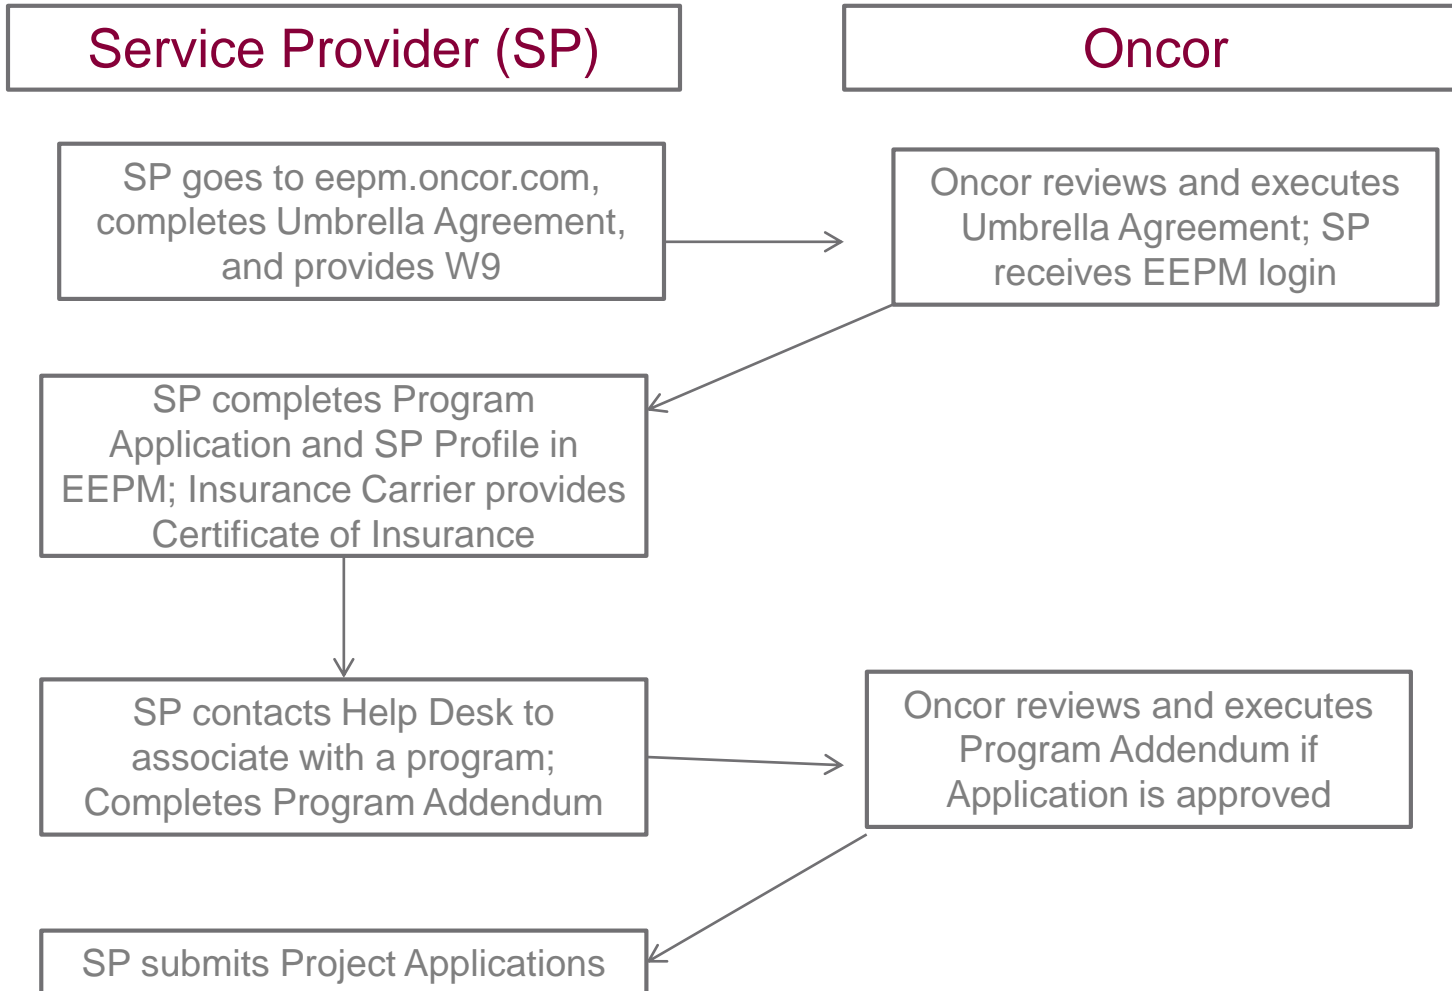 Service Provider (SP)
Oncor
SP goes to eepm.oncor.com,
completes Umbrella Agreement,
and provides W9
Oncor reviews and executes
Umbrella Agreement; SP
receives EEPM login
SP completes Program
Application and SP Profile in
EEPM; Insurance Carrier provides
Certificate of Insurance
SP contacts Help Desk to
associate with a program;
Completes Program Addendum
Oncor reviews and executes
Program Addendum if
Application is approved
SP submits Project Applications